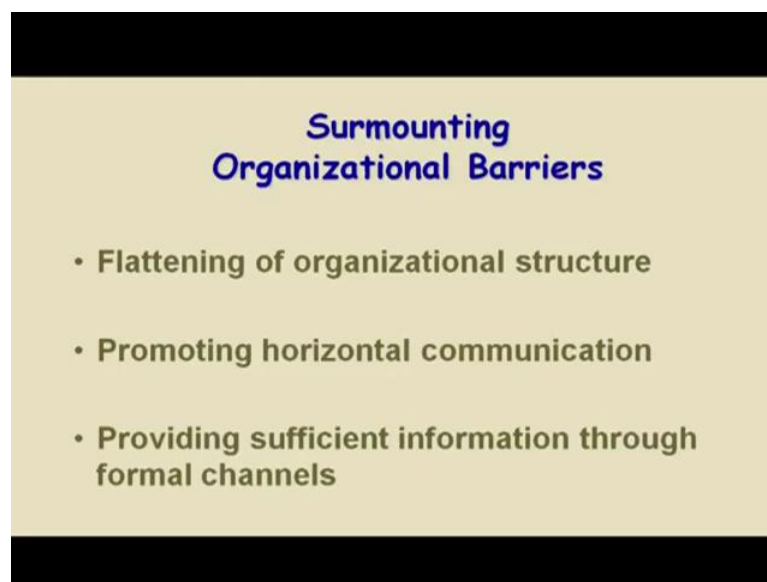 Surmounting
Organizational Barriers
• Flattening of organizational structure
• Promoting horizontal communication
• Providing sufficient information through
formal channels